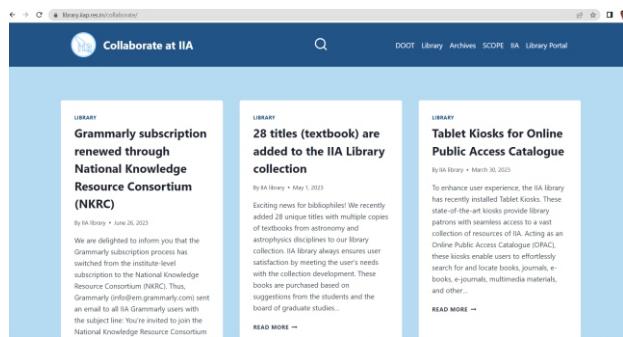 library.iiap.res.in/collaborate/
Collaborate at IIA
DOOT Library Archives SCOPE IIA Library Portal
LIBRARY
Grammarly subscription
renewed through
National Knowledge
Resource Consortium
(NKRC)
By IIA library • June 26, 2023
We are delighted to inform you that the
Grammarly subscription process has
switched from the institute-level
subscription to the National Knowledge
Resource Consortium (NKRC). Thus,
Grammarly (info@em.grammarly.com) sent
an email to all IIA Grammarly users with
the subject line: You're invited to join the
National Knowledge Resource Consortium
LIBRARY
28 titles (textbook) are
added to the IIA Library
collection
By IIA library • May 1, 2023
Exciting news for bibliophiles! We recently
added 28 unique titles with multiple copies
of textbooks from astronomy and
astrophysics disciplines to our library
collection. IIA library always ensures user
satisfaction by meeting the user's needs
with the collection development. These
books are purchased based on
suggestions from the students and the
board of graduate studies...
READ MORE →
LIBRARY
Tablet Kiosks for Online
Public Access Catalogue
By IIA library • March 30, 2023
To enhance user experience, the IIA library
has recently installed Tablet Kiosks. These
state-of-the-art kiosks provide library
patrons with seamless access to a vast
collection of resources of IIA. Acting as an
Online Public Access Catalogue (OPAC),
these kiosks enable users to effortlessly
search for and locate books, journals, e-
books, e-journals, multimedia materials,
and other...
READ MORE →